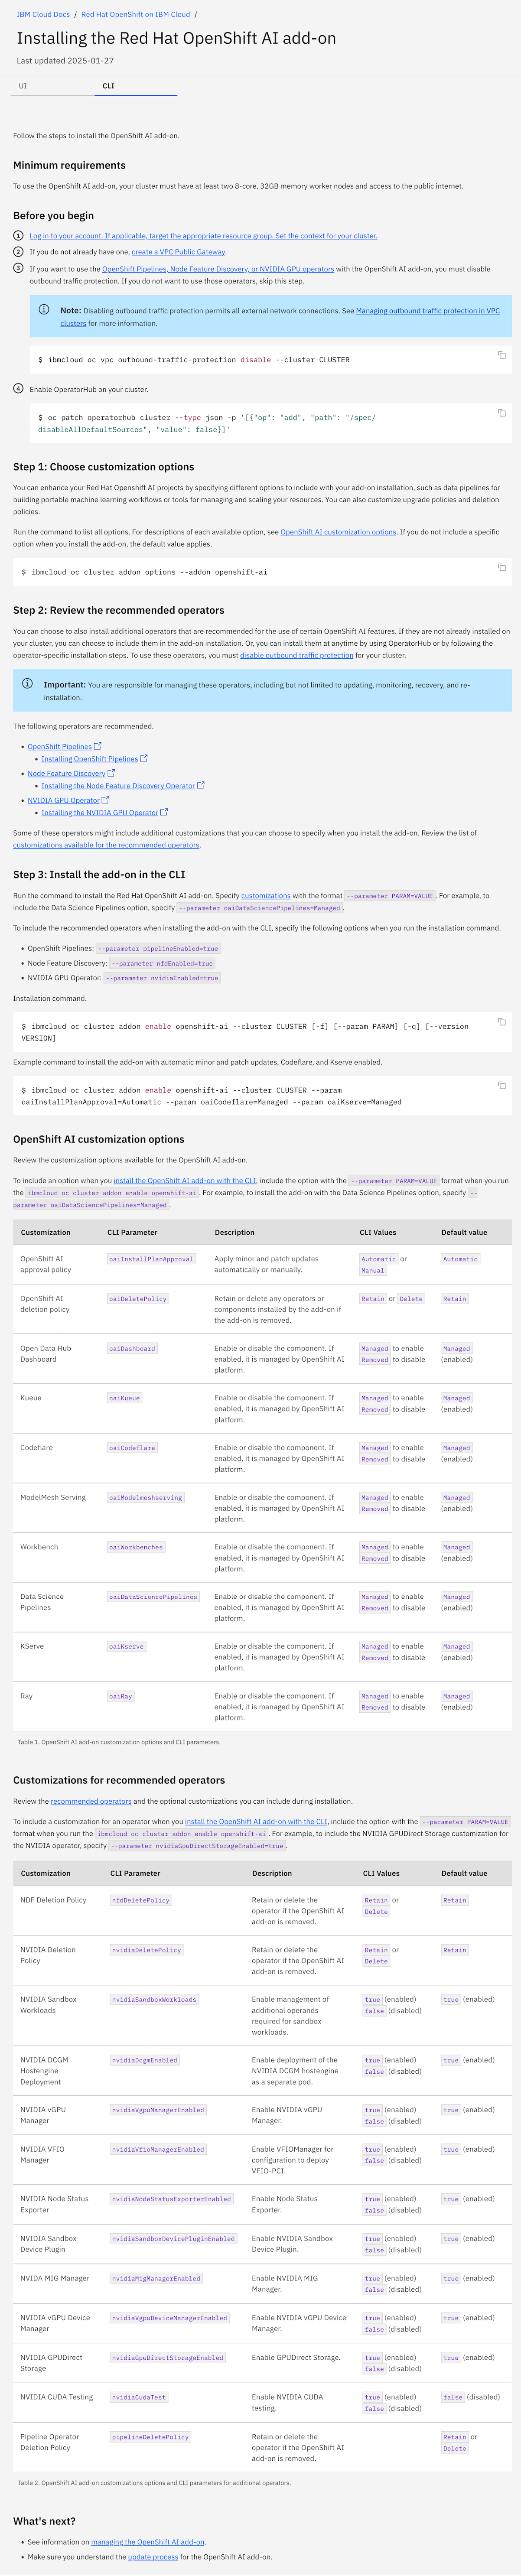 IBM Cloud Docs / Red Hat OpenShift on IBM Cloud /
Installing the Red Hat OpenShift AI add-on
Last updated 2025-01-27
UI
CLI
Follow the steps to install the OpenShift AI add-on.
Minimum requirements
To use the OpenShift AI add-on, your cluster must have at least two 8-core, 32GB memory worker nodes and access to the public internet.
Before you begin
1 Log in to your account. If applicable, target the appropriate resource group. Set the context for your cluster.
2 If you do not already have one, create a VPC Public Gateway.
3 If you want to use the OpenShift Pipelines, Node Feature Discovery, or NVIDIA GPU operators with the OpenShift AI add-on, you must disable
outbound traffic protection. If you do not want to use those operators, skip this step.
Note: Disabling outbound traffic protection permits all external network connections. See Managing outbound traffic protection in VPC
clusters for more information.
$ ibmcloud oc vpc outbound-traffic-protection disable --cluster CLUSTER
4 Enable OperatorHub on your cluster.
$ oc patch operatorhub cluster --type json -p '[{"op": "add", "path": "/spec/
disableAllDefaultSources", "value": false}]'
Step 1: Choose customization options
You can enhance your Red Hat Openshift AI projects by specifying different options to include with your add-on installation, such as data pipelines for
building portable machine learning workflows or tools for managing and scaling your resources. You can also customize upgrade policies and deletion
policies.
Run the command to list all options. For descriptions of each available option, see OpenShift AI customization options. If you do not include a specific
option when you install the add-on, the default value applies.
$ ibmcloud oc cluster addon options --addon openshift-ai
Step 2: Review the recommended operators
You can choose to also install additional operators that are recommended for the use of certain OpenShift AI features. If they are not already installed on
your cluster, you can choose to include them in the add-on installation. Or, you can install them at anytime by using OperatorHub or by following the
operator-specific installation steps. To use these operators, you must disable outbound traffic protection for your cluster.
Important: You are responsible for managing these operators, including but not limited to updating, monitoring, recovery, and re-
installation.
The following operators are recommended.
• OpenShift Pipelines
• Installing OpenShift Pipelines
• Node Feature Discovery
• Installing the Node Feature Discovery Operator
• NVIDIA GPU Operator
• Installing the NVIDIA GPU Operator
Some of these operators might include additional customizations that you can choose to specify when you install the add-on. Review the list of
customizations available for the recommended operators.
Step 3: Install the add-on in the CLI
Run the command to install the Red Hat OpenShift AI add-on. Specify customizations with the format --parameter PARAM=VALUE. For example, to
include the Data Science Pipelines option, specify --parameter oaiDataSciencePipelines=Managed.
To include the recommended operators when installing the add-on with the CLI, specify the following options when you run the installation command.
• OpenShift Pipelines: --parameter pipelineEnabled=true
• Node Feature Discovery: --parameter nfdEnabled=true
• NVIDIA GPU Operator: --parameter nvidiaEnabled=true
Installation command.
$ ibmcloud oc cluster addon enable openshift-ai --cluster CLUSTER [-f] [--param PARAM] [-q] [--version
VERSION]
Example command to install the add-on with automatic minor and patch updates, Codeflare, and Kserve enabled.
$ ibmcloud oc cluster addon enable openshift-ai --cluster CLUSTER --param
oaiInstallPlanApproval=Automatic --param oaiCodeflare=Managed --param oaiKserve=Managed
OpenShift AI customization options
Review the customization options available for the OpenShift AI add-on.
To include an option when you install the OpenShift AI add-on with the CLI, include the option with the --parameter PARAM=VALUE format when you run
the ibmcloud oc cluster addon enable openshift-ai. For example, to install the add-on with the Data Science Pipelines option, specify --
parameter oaiDataSciencePipelines=Managed.
Customization CLI Parameter Description CLI Values Default value
OpenShift AI oaiInstallPlanApproval Apply minor and patch updates Automatic or Automatic
approval policy automatically or manually. Manual
OpenShift AI oaiDeletePolicy Retain or delete any operators or Retain or Delete Retain
deletion policy components installed by the add-on if
the add-on is removed.
Open Data Hub oaiDashboard Enable or disable the component. If Managed to enable Managed
Dashboard enabled, it is managed by OpenShift AI Removed to disable (enabled)
platform.
Kueue oaiKueue Enable or disable the component. If Managed to enable Managed
enabled, it is managed by OpenShift AI Removed to disable (enabled)
platform.
Codeflare oaiCodeflare Enable or disable the component. If Managed to enable Managed
enabled, it is managed by OpenShift AI Removed to disable (enabled)
platform.
ModelMesh Serving oaiModelmeshserving Enable or disable the component. If Managed to enable Managed
enabled, it is managed by OpenShift AI Removed to disable (enabled)
platform.
Workbench oaiWorkbenches Enable or disable the component. If Managed to enable Managed
enabled, it is managed by OpenShift AI Removed to disable (enabled)
platform.
Data Science oaiDataSciencePipelines Enable or disable the component. If Managed to enable Managed
Pipelines enabled, it is managed by OpenShift AI Removed to disable (enabled)
platform.
KServe oaiKserve Enable or disable the component. If Managed to enable Managed
enabled, it is managed by OpenShift AI Removed to disable (enabled)
platform.
Ray oaiRay Enable or disable the component. If Managed to enable Managed
enabled, it is managed by OpenShift AI Removed to disable (enabled)
platform.
Table 1. OpenShift AI add-on customization options and CLI parameters.
Customizations for recommended operators
Review the recommended operators and the optional customizations you can include during installation.
To include a customization for an operator when you install the OpenShift AI add-on with the CLI, include the option with the --parameter PARAM=VALUE
format when you run the ibmcloud oc cluster addon enable openshift-ai. For example, to include the NVIDIA GPUDirect Storage customization for
the NVIDIA operator, specify --parameter nvidiaGpuDirectStorageEnabled=true.
Customization CLI Parameter Description CLI Values Default value
NDF Deletion Policy nfdDeletePolicy Retain or delete the Retain or Retain
operator if the OpenShift AI Delete
add-on is removed.
NVIDIA Deletion nvidiaDeletePolicy Retain or delete the Retain or Retain
Policy operator if the OpenShift AI Delete
add-on is removed.
NVIDIA Sandbox nvidiaSandboxWorkloads Enable management of true (enabled) true (enabled)
Workloads additional operands false (disabled)
required for sandbox
workloads.
NVIDIA DCGM nvidiaDcgmEnabled Enable deployment of the true (enabled) true (enabled)
Hostengine NVIDIA DCGM hostengine false (disabled)
Deployment as a separate pod.
NVIDIA vGPU nvidiaVgpuManagerEnabled Enable NVIDIA vGPU true (enabled) true (enabled)
Manager Manager. false (disabled)
NVIDIA VFIO nvidiaVfioManagerEnabled Enable VFIOManager for true (enabled) true (enabled)
Manager configuration to deploy false (disabled)
VFIO-PCI.
NVIDIA Node Status nvidiaNodeStatusExporterEnabled Enable Node Status true (enabled) true (enabled)
Exporter Exporter. false (disabled)
NVIDIA Sandbox nvidiaSandboxDevicePluginEnabled Enable NVIDIA Sandbox true (enabled) true (enabled)
Device Plugin Device Plugin. false (disabled)
NVIDA MIG Manager nvidiaMigManagerEnabled Enable NVIDIA MIG true (enabled) true (enabled)
Manager. false (disabled)
NVIDIA vGPU Device nvidiaVgpuDeviceManagerEnabled Enable NVIDIA vGPU Device true (enabled) true (enabled)
Manager Manager. false (disabled)
NVIDIA GPUDirect nvidiaGpuDirectStorageEnabled Enable GPUDirect Storage. true (enabled) true (enabled)
Storage false (disabled)
NVIDIA CUDA Testing nvidiaCudaTest Enable NVIDIA CUDA true (enabled) false (disabled)
testing. false (disabled)
Pipeline Operator pipelineDeletePolicy Retain or delete the Retain or
Deletion Policy operator if the OpenShift AI Delete
add-on is removed.
Table 2. OpenShift AI add-on customizations options and CLI parameters for additional operators.
What's next?
• See information on managing the OpenShift AI add-on.
• Make sure you understand the update process for the OpenShift AI add-on.